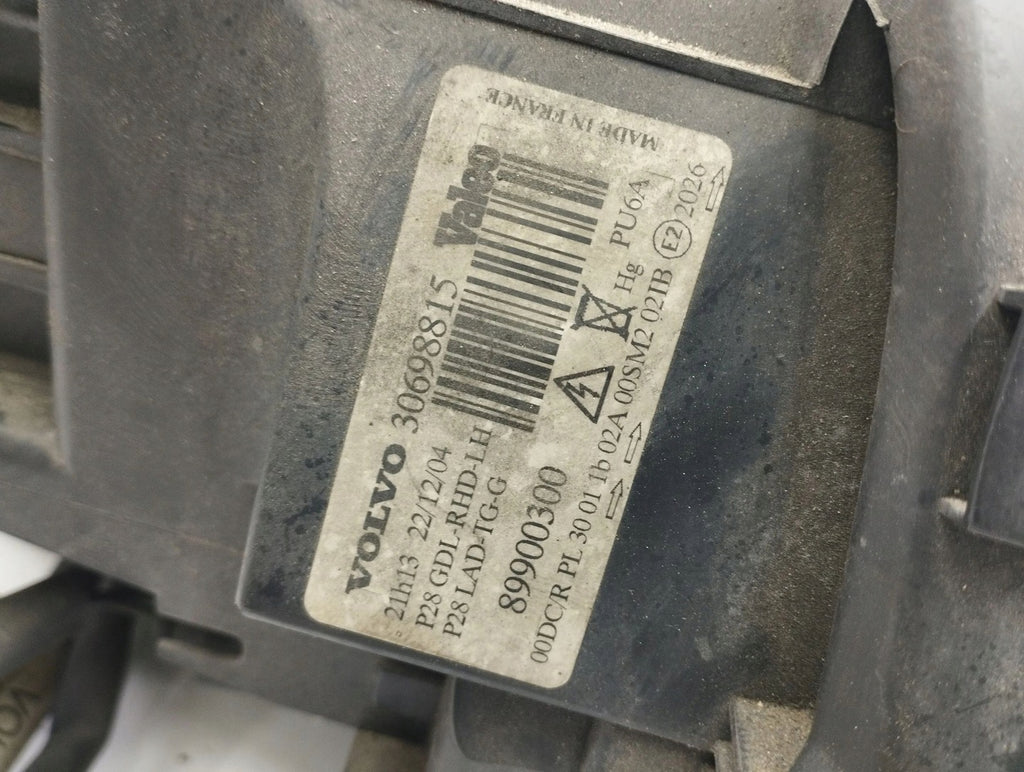 VOLVO 30698815 Valeo
21h13 22/12/04
P28 GDL-RHD-LH
P28 LAD-TG-G
89900300
Hg PU6A
00DC/R PL 30 01 1b 02A 00SM2 02IB E2 2026
MADE IN FRANCE
VO